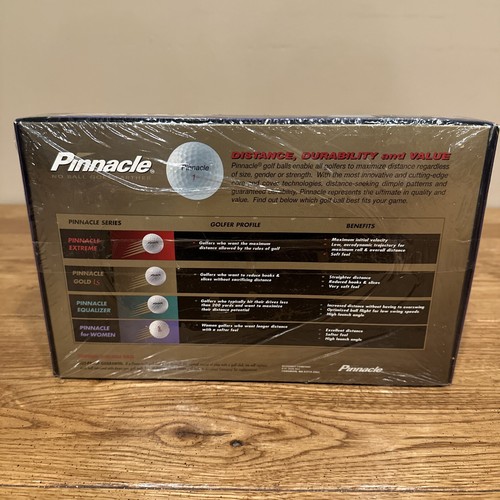 Pinnacle®
Pinnacle
1
DISTANCE, DURABILITY and VALUE
Pinnacle® golf balls enable all golfers to maximize distance regardless
of size, gender or strength. With the most innovative and cutting-edge
core and cover technologies, distance-seeking dimple patterns and
guaranteed durability, Pinnacle represents the ultimate in quality and
value. Find out below which golf ball best fits your game.
PINNACLE SERIES GOLFER PROFILE BENEFITS
PINNACLE
EXTREME
Golfers who want the maximum
distance allowed by the rules of golf
Maximum initial velocity
Low, aerodynamic trajectory for
maximum roll & overall distance
Soft feel
PINNACLE
GOLD LS
Golfers who want to reduce hooks &
slices without sacrificing distance
Straighter distance
Reduced hooks & slices
Very soft feel
PINNACLE
EQUALIZER
Golfers who typically hit their drives less
than 200 yards and want to maximize
their distance potential
Increased distance without having to overswing
Optimized ball flight for low swing speeds
High launch angle
PINNACLE
for WOMEN
Women golfers who want longer distance
with a softer feel
Excellent distance
Softer feel
High launch angle
Pinnacle